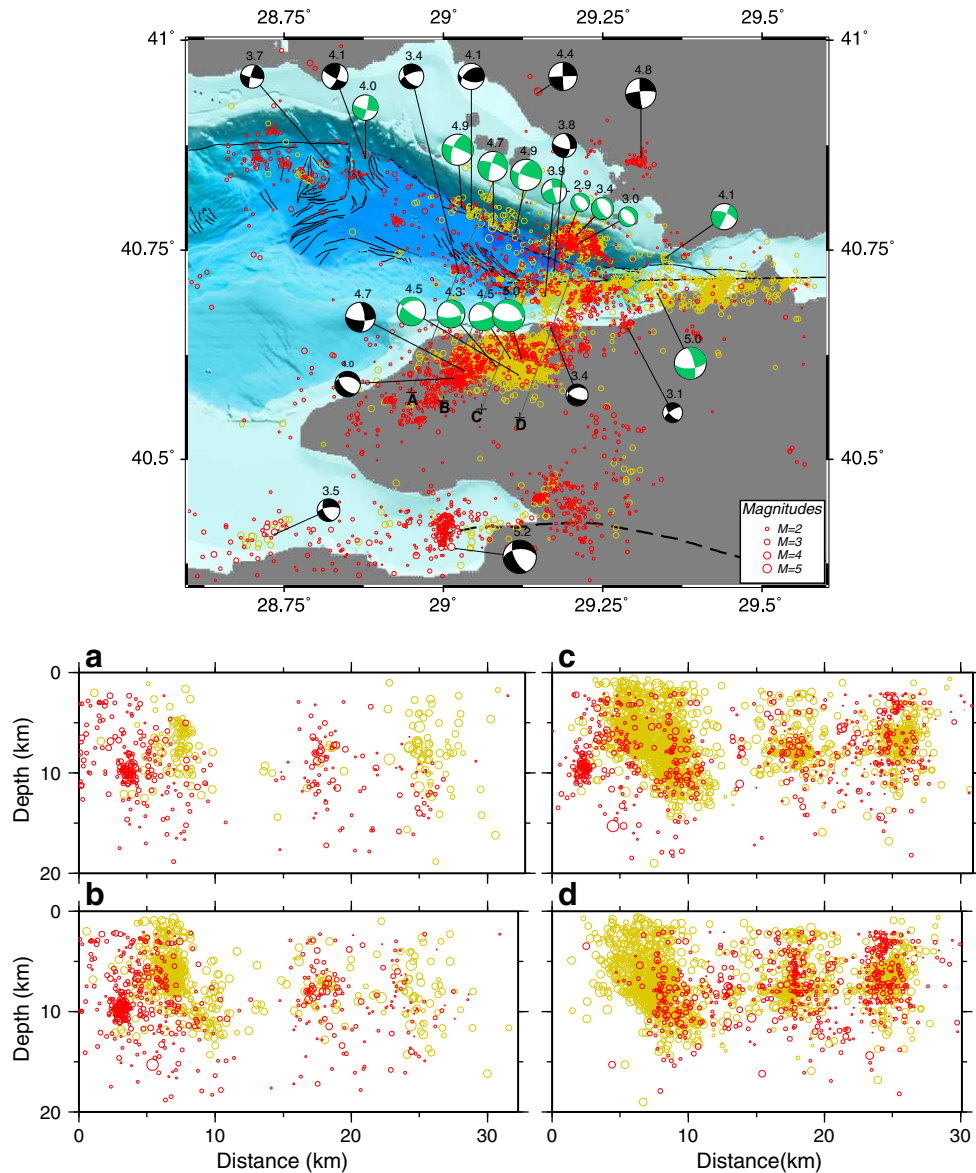 28.75° 29° 29.25° 29.5°
41°
41°
3.7
4.1
3.4
4.1
4.4
4.8
4.0
4.9
4.7
4.9
3.8
3.9
2.9
3.4
3.0
4.1
40.75°
40.75°
4.7
4.5
4.3
4.5
5.0
5.0
4.0
3.4
3.1
A
B
C
D
40.5°
40.5°
3.5
5.2
Magnitudes
M=2
M=3
M=4
M=5
28.75° 29° 29.25° 29.5°
a
0
10
20
Depth (km)
c
b
0
10
20
Depth (km)
0 10 20 30
Distance (km)
d
0 10 20 30
Distance(km)